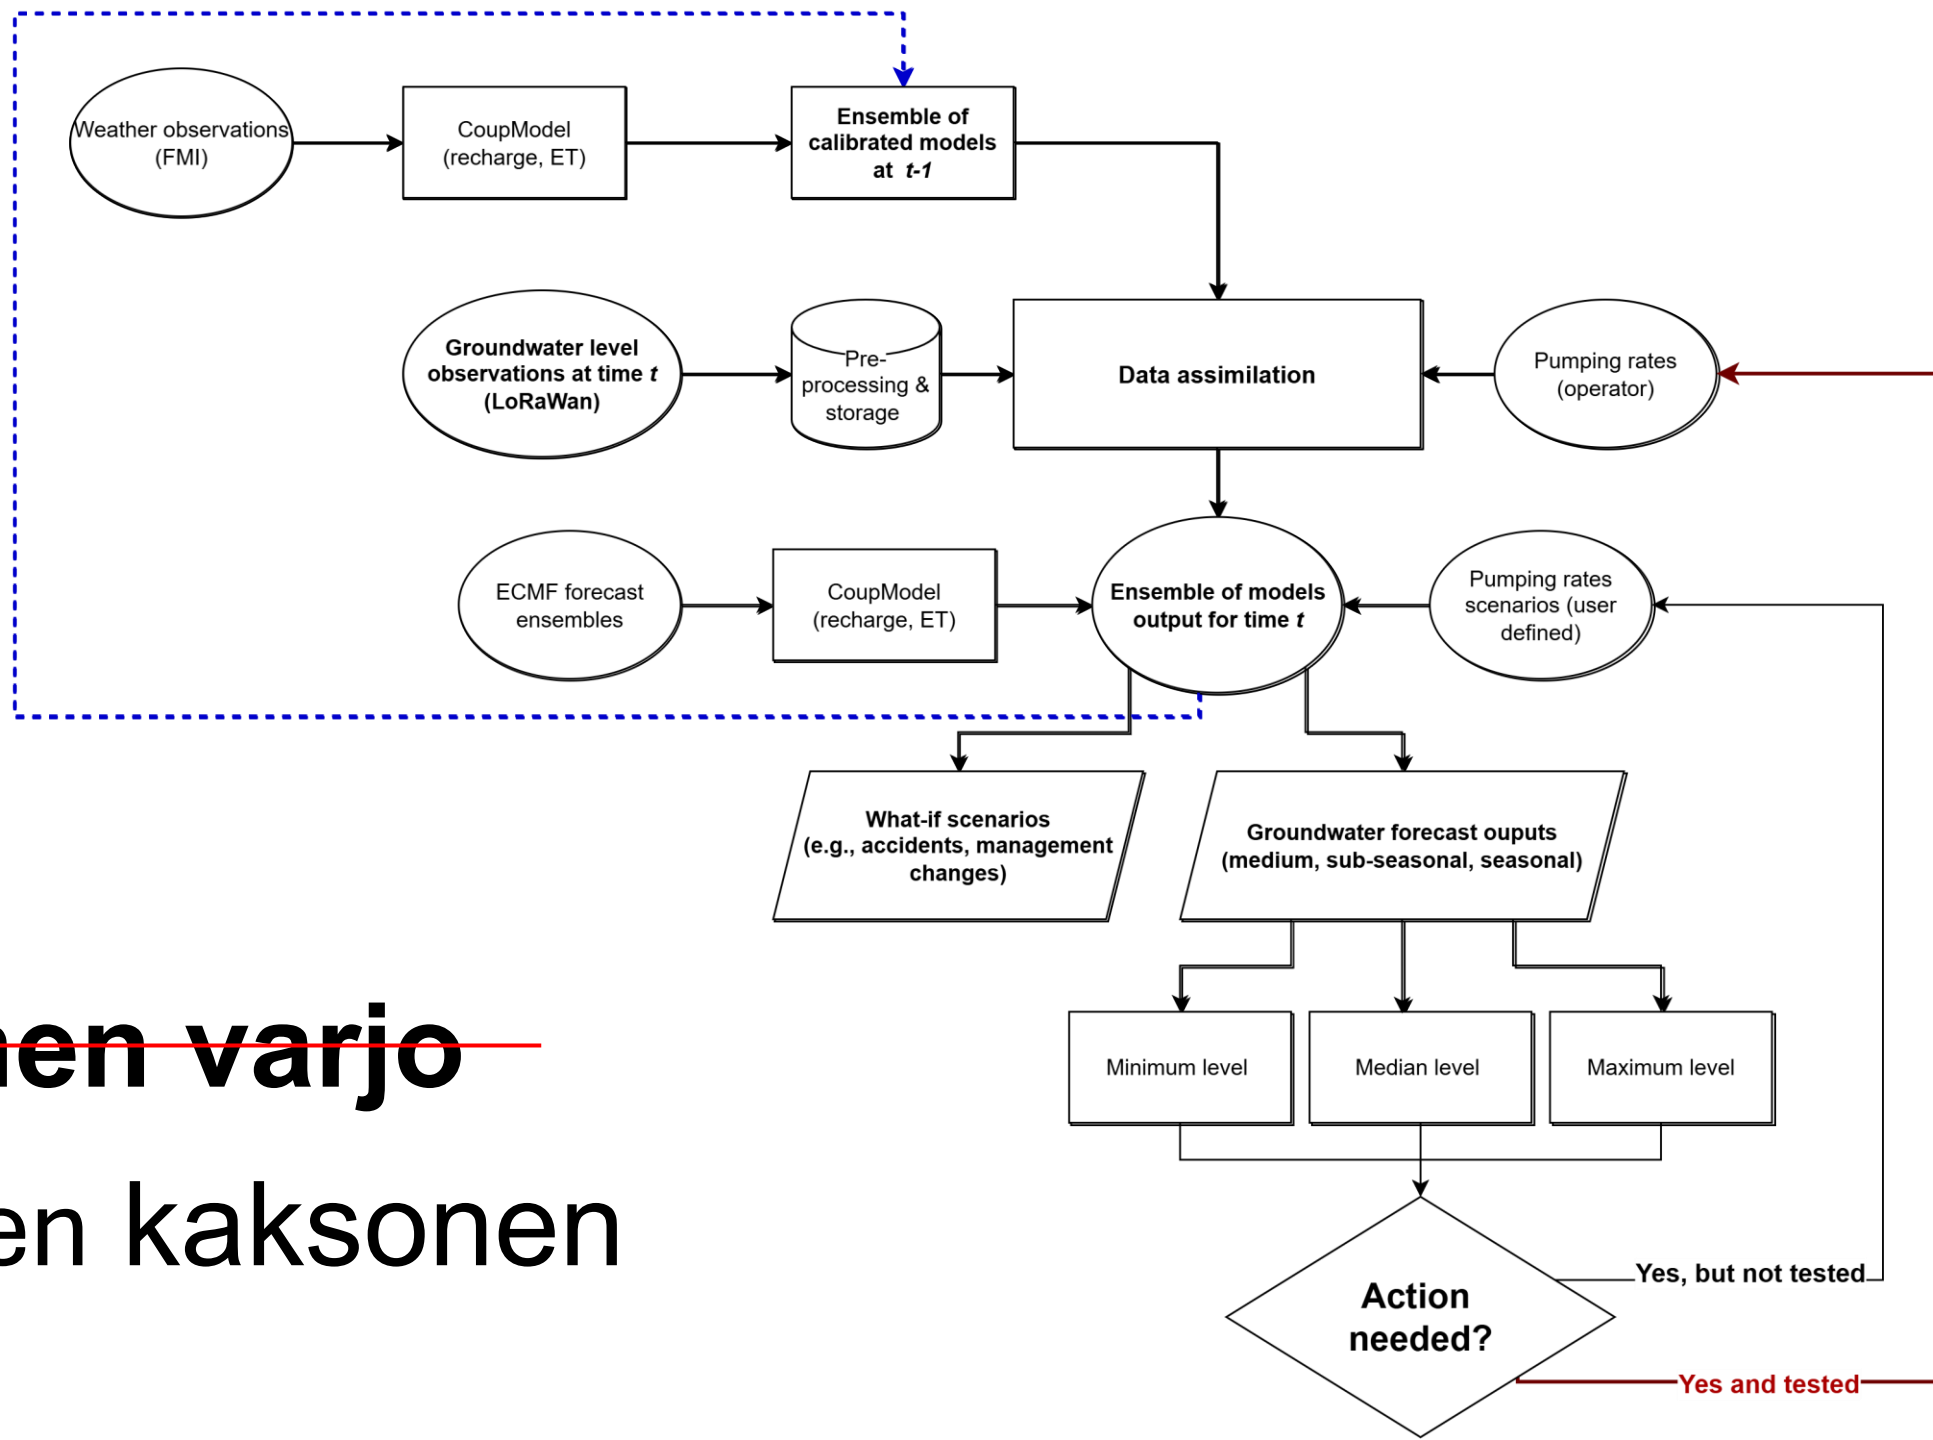 Weather observations
(FMI)
CoupModel
(recharge, ET)
Ensemble of
calibrated models
at t-1
Groundwater level
observations at time t
(LoRaWan)
Pre-
processing &
storage
Data assimilation
Pumping rates
(operator)
ECMF forecast
ensembles
CoupModel
(recharge, ET)
Ensemble of models
output for time t
Pumping rates
scenarios (user
defined)
What-if scenarios
(e.g., accidents, management
changes)
Groundwater forecast ouputs
(medium, sub-seasonal, seasonal)
Minimum level
Median level
Maximum level
varjo
kaksonen
Action
needed?
Yes, but not tested
Yes and tested